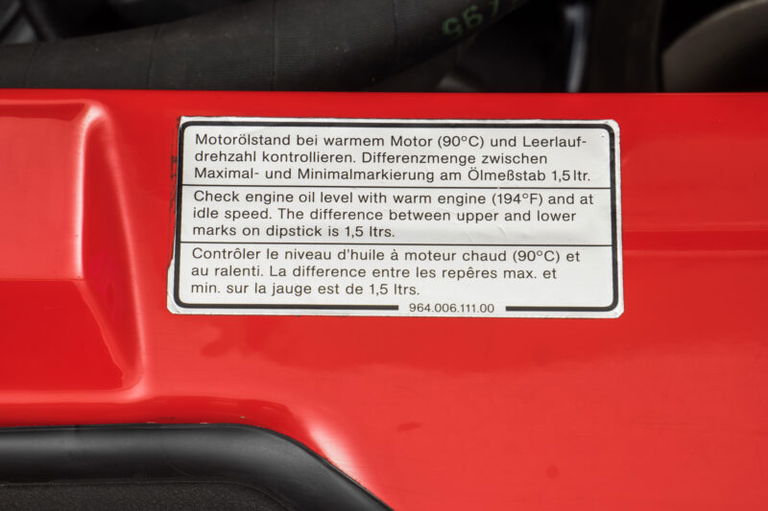 Motorölstand bei warmem Motor (90°C) und Leerlauf-
drehzahl kontrollieren. Differenzmenge zwischen
Maximal- und Minimalmarkierung am Ölmeßstab 1,5 ltr.
Check engine oil level with warm engine (194°F) and at
idle speed. The difference between upper and lower
marks on dipstick is 1,5 ltrs.
Contrôler le niveau d'huile à moteur chaud (90°C) et
au ralenti. La difference entre les repêres max. et
min. sur la jauge est de 1,5 ltrs.
964.006.111.00